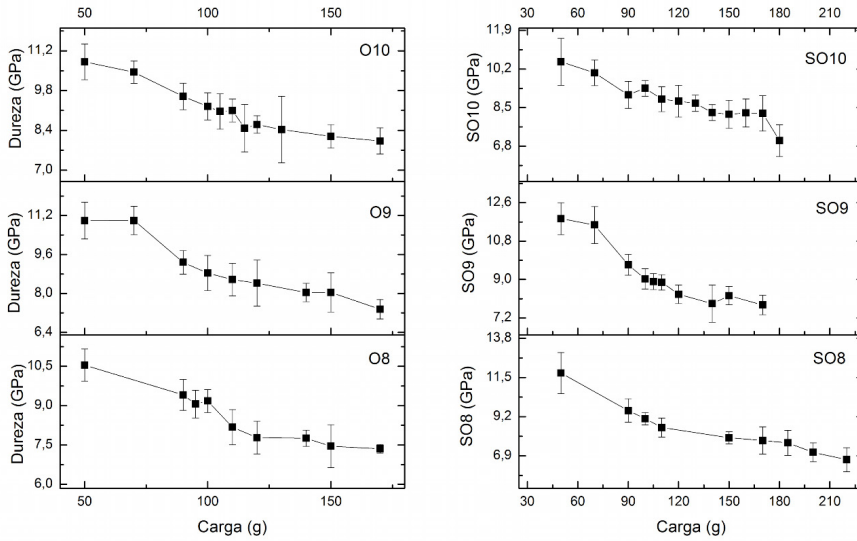 50 100 150
11,2
9,8
8,4
7,0
Dureza (GPa)
O10
11,2
9,6
8,0
6,4
Dureza (GPa)
O9
10,5
9,0
7,5
6,0
Dureza (GPa)
O8
50 100 150
Carga (g)
30 60 90 120 150 180 210
11,9
10,2
8,5
6,8
SO10 (GPa)
SO10
12,6
10,8
9,0
7,2
SO9 (GPa)
SO9
13,8
11,5
9,2
6,9
SO8 (GPa)
SO8
30 60 90 120 150 180 210
Carga (g)